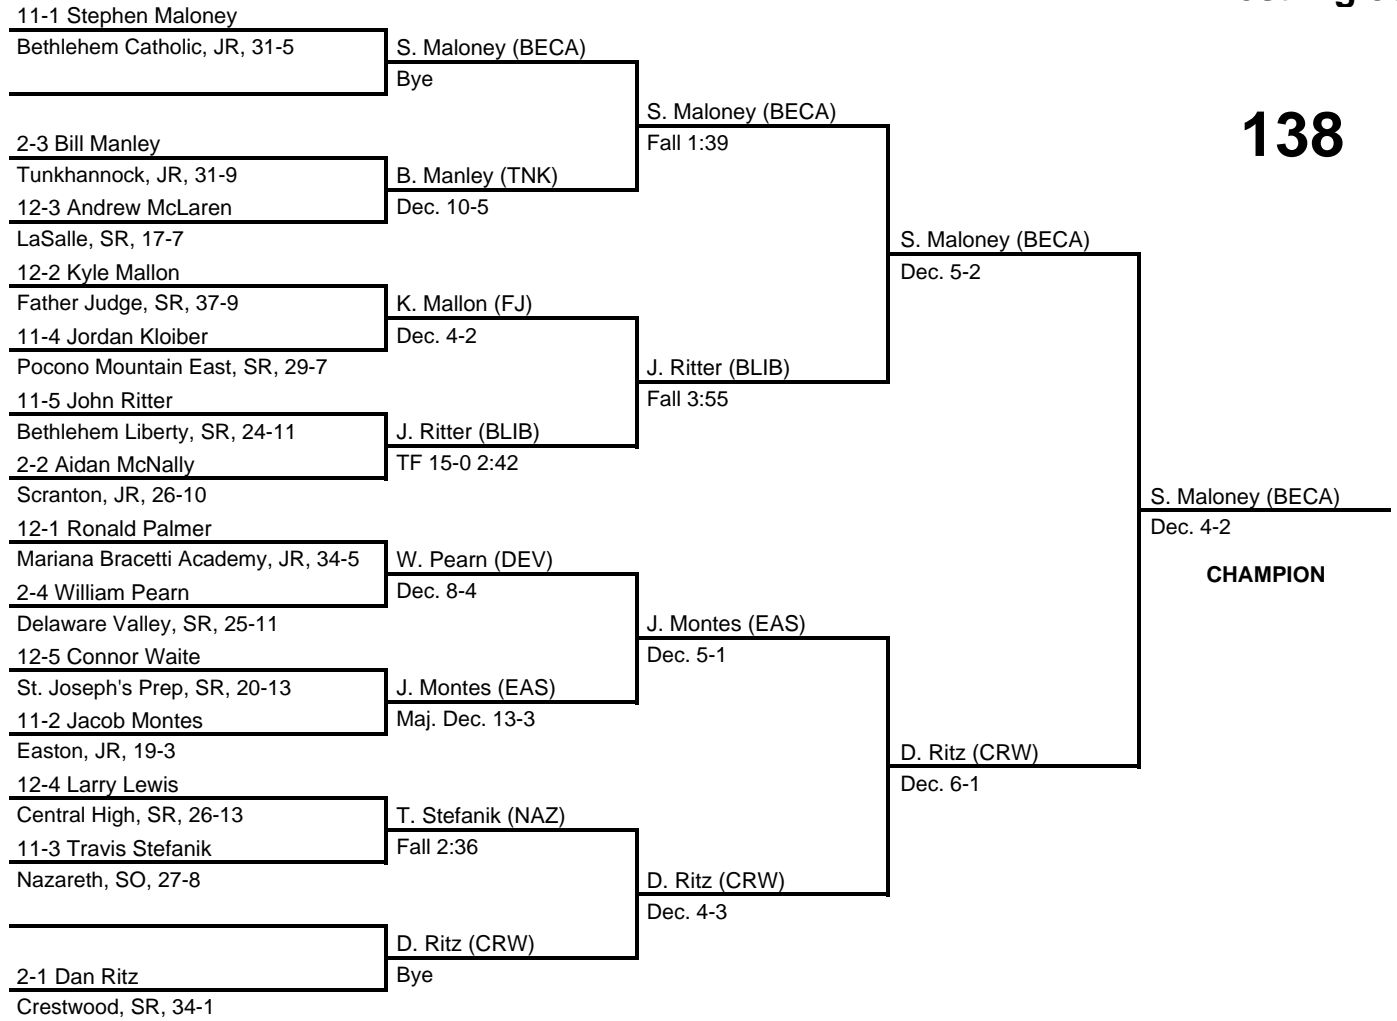 11-1 Stephen Maloney
Bethlehem Catholic, JR, 31-5
S. Maloney (BECA)
Bye
S. Maloney (BECA)
Fall 1:39
138
2-3 Bill Manley
Tunkhannock, JR, 31-9
B. Manley (TNK)
12-3 Andrew McLaren
Dec. 10-5
LaSalle, SR, 17-7
S. Maloney (BECA)
12-2 Kyle Mallon
Dec. 5-2
Father Judge, SR, 37-9
K. Mallon (FJ)
11-4 Jordan Kloiber
Dec. 4-2
Pocono Mountain East, SR, 29-7
J. Ritter (BLIB)
11-5 John Ritter
Fall 3:55
Bethlehem Liberty, SR, 24-11
J. Ritter (BLIB)
2-2 Aidan McNally
TF 15-0 2:42
Scranton, JR, 26-10
S. Maloney (BECA)
12-1 Ronald Palmer
Dec. 4-2
Mariana Bracetti Academy, JR, 34-5
W. Pearn (DEV)
CHAMPION
2-4 William Pearn
Dec. 8-4
Delaware Valley, SR, 25-11
J. Montes (EAS)
12-5 Connor Waite
Dec. 5-1
St. Joseph's Prep, SR, 20-13
J. Montes (EAS)
11-2 Jacob Montes
Maj. Dec. 13-3
Easton, JR, 19-3
D. Ritz (CRW)
12-4 Larry Lewis
Dec. 6-1
Central High, SR, 26-13
T. Stefanik (NAZ)
11-3 Travis Stefanik
Fall 2:36
Nazareth, SO, 27-8
D. Ritz (CRW)
Dec. 4-3
D. Ritz (CRW)
2-1 Dan Ritz
Bye
Crestwood, SR, 34-1